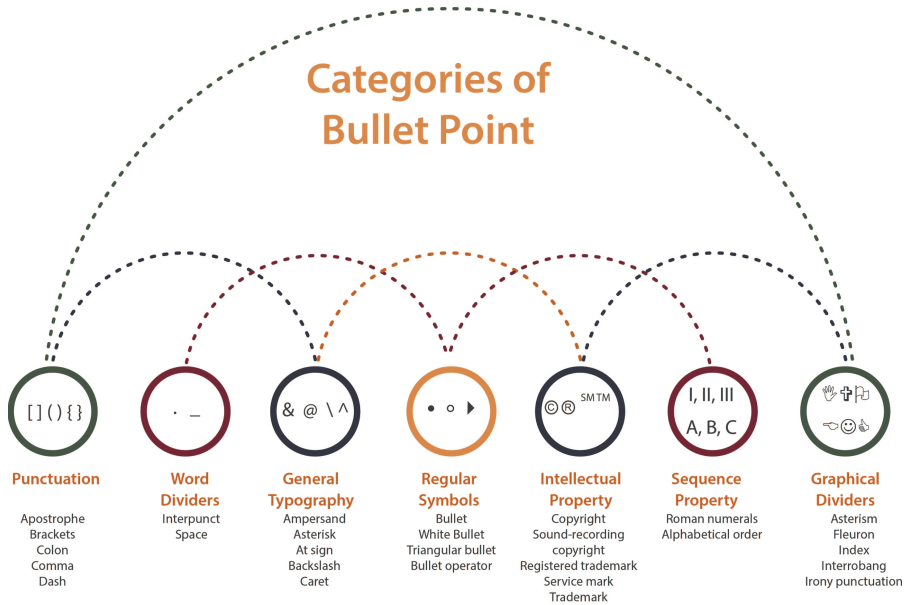 Categories of
Bullet Point
[ ] ( ) { }
· _
& @ \ ^
• ◦ ‣
© ® SM TM
I, II, III
A, B, C
Punctuation
Apostrophe
Brackets
Colon
Comma
Dash
Word
Dividers
Interpunct
Space
General
Typography
Ampersand
Asterisk
At sign
Backslash
Caret
Regular
Symbols
Bullet
White Bullet
Triangular bullet
Bullet operator
Intellectual
Property
Copyright
Sound-recording
copyright
Registered trademark
Service mark
Trademark
Sequence
Property
Roman numerals
Alphabetical order
Graphical
Dividers
Asterism
Fleuron
Index
Interrobang
Irony punctuation